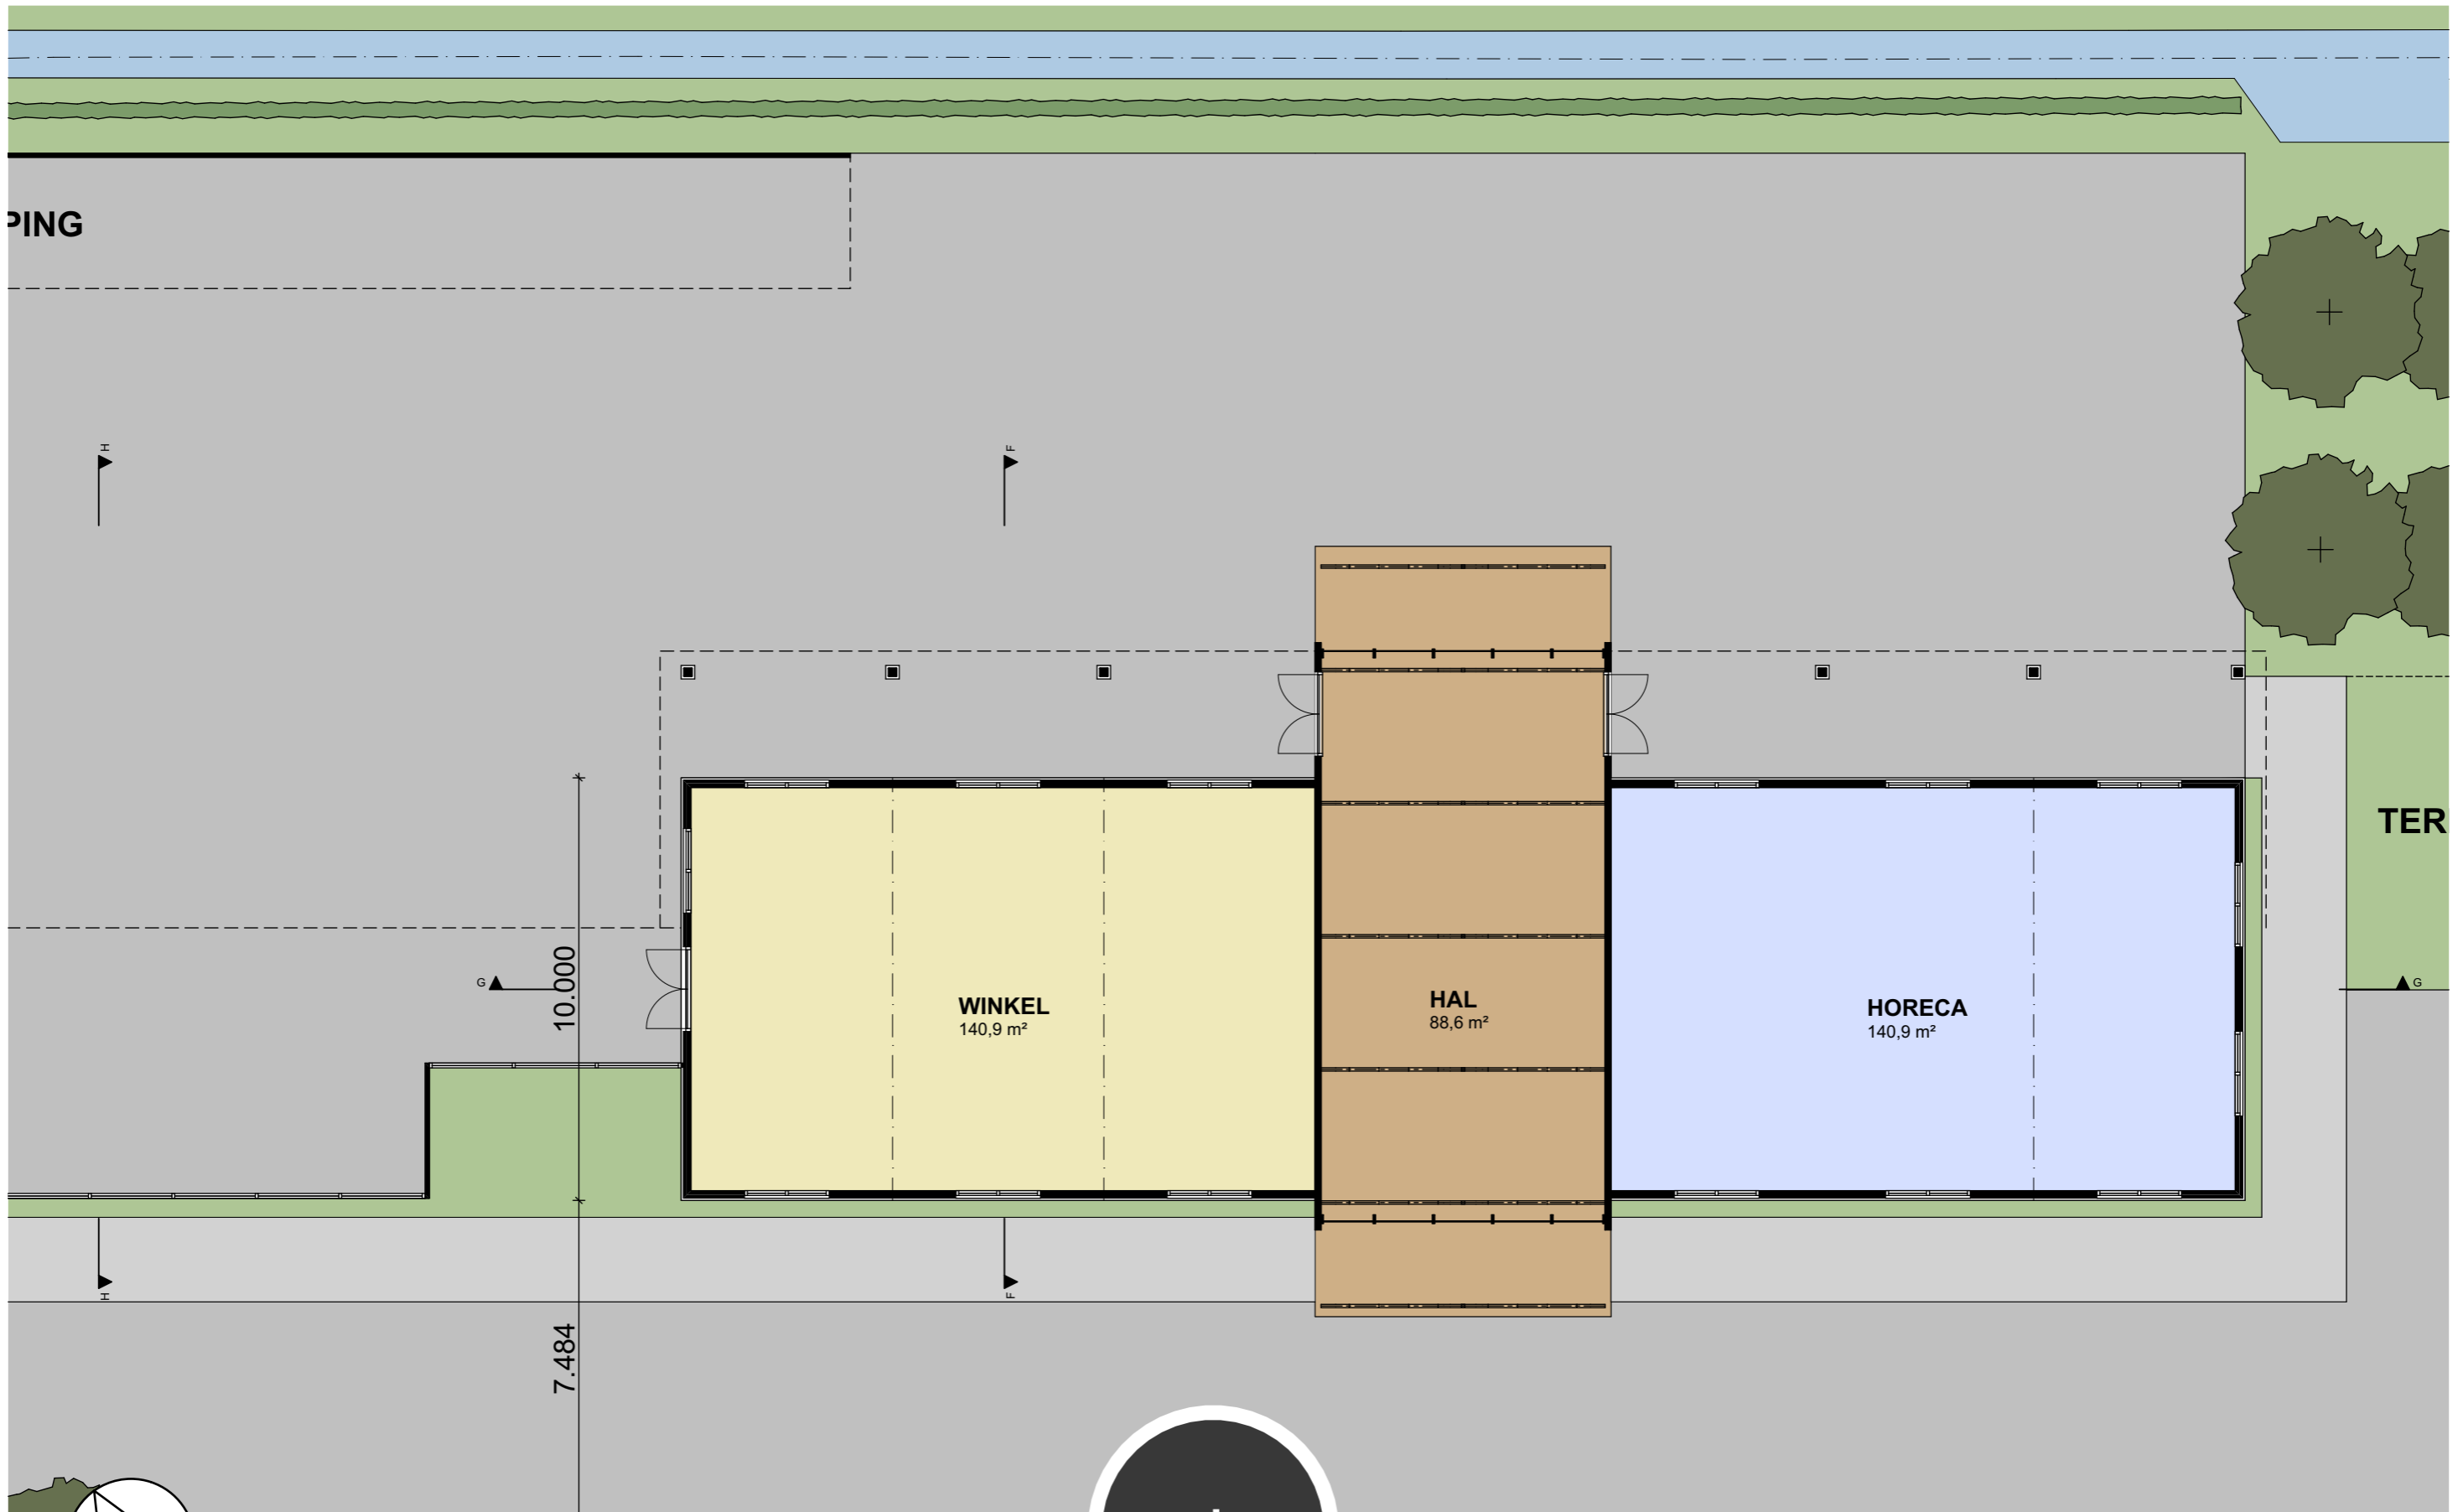 PING
H
F
TER
10.000
G
WINKEL
140,9 m²
HAL
88,6 m²
HORECA
140,9 m²
G
H
F
7.484